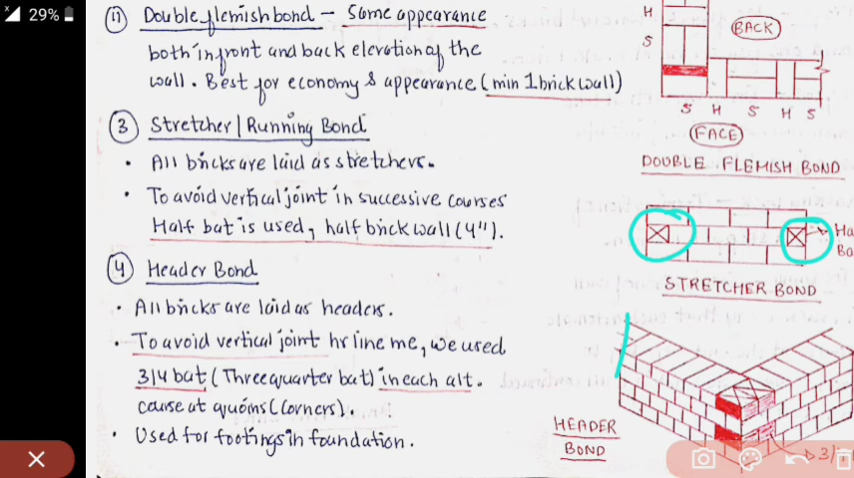 29%
ii) Double flemish bond - Same appearance
both in front and back elevation of the
wall. Best for economy & appearance (min 1 brick wall)
3 Stretcher / Running Bond
• All bricks are laid as stretchers.
• To avoid vertical joint in successive courses
Half bat is used, half brick wall (4").
4 Header Bond
• All bricks are laid as headers.
• To avoid vertical joint hr line me, we used
3/4 bat (Three quarter bat) in each alt.
course at quoins (corners).
• Used for footings in foundation.
H
BACK
S
S H S H S
FACE
DOUBLE FLEMISH BOND
Ha
Ba
STRETCHER BOND
HEADER
BOND
3/